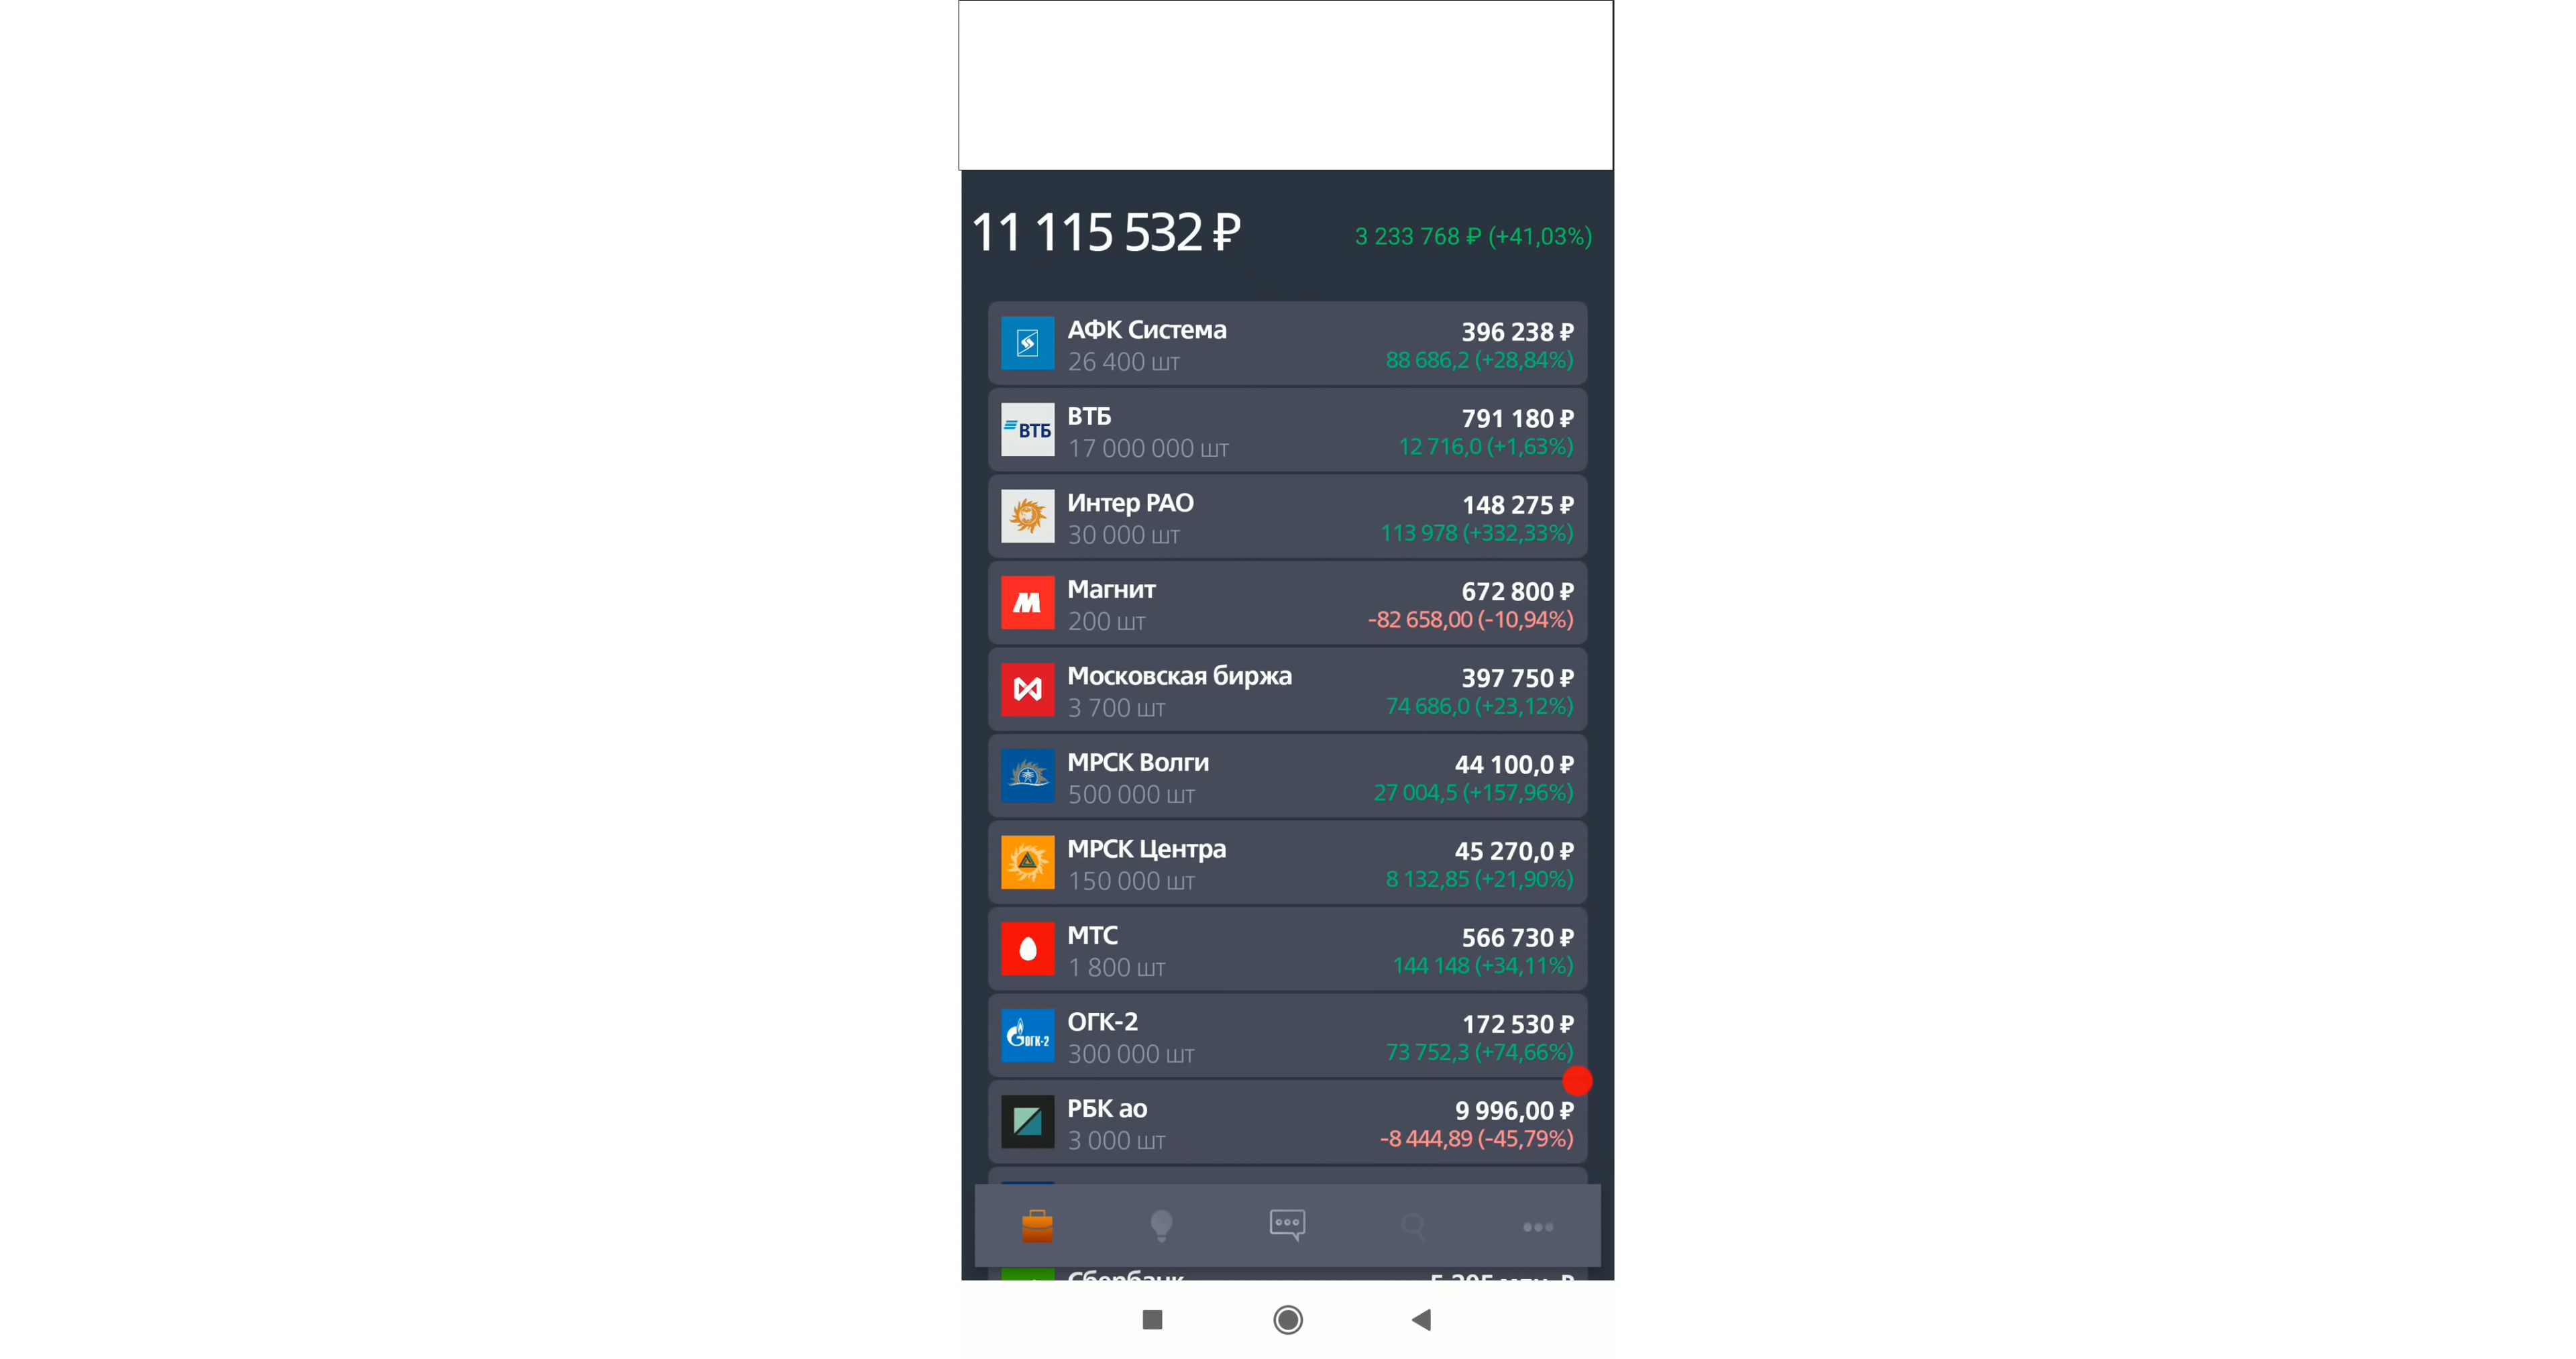 11 115 532 ₽
3 233 768 ₽ (+41,03%)
АФК Система
396 238 ₽
26 400 шт
88 686,2 (+28,84%)
ВТБ
ВТБ
791 180 ₽
17 000 000 шт
12 716,0 (+1,63%)
Интер РАО
148 275 ₽
30 000 шт
113 978 (+332,33%)
Магнит
672 800 ₽
200 шт
-82 658,00 (-10,94%)
Московская биржа
397 750 ₽
3 700 шт
74 686,0 (+23,12%)
МРСК Волги
44 100,0 ₽
500 000 шт
27 004,5 (+157,96%)
МРСК Центра
45 270,0 ₽
150 000 шт
8 132,85 (+21,90%)
МТС
566 730 ₽
1 800 шт
144 148 (+34,11%)
ОГК-2
ОГК-2
172 530 ₽
300 000 шт
73 752,3 (+74,66%)
РБК ао
9 996,00 ₽
3 000 шт
-8 444,89 (-45,79%)
Сбербанк